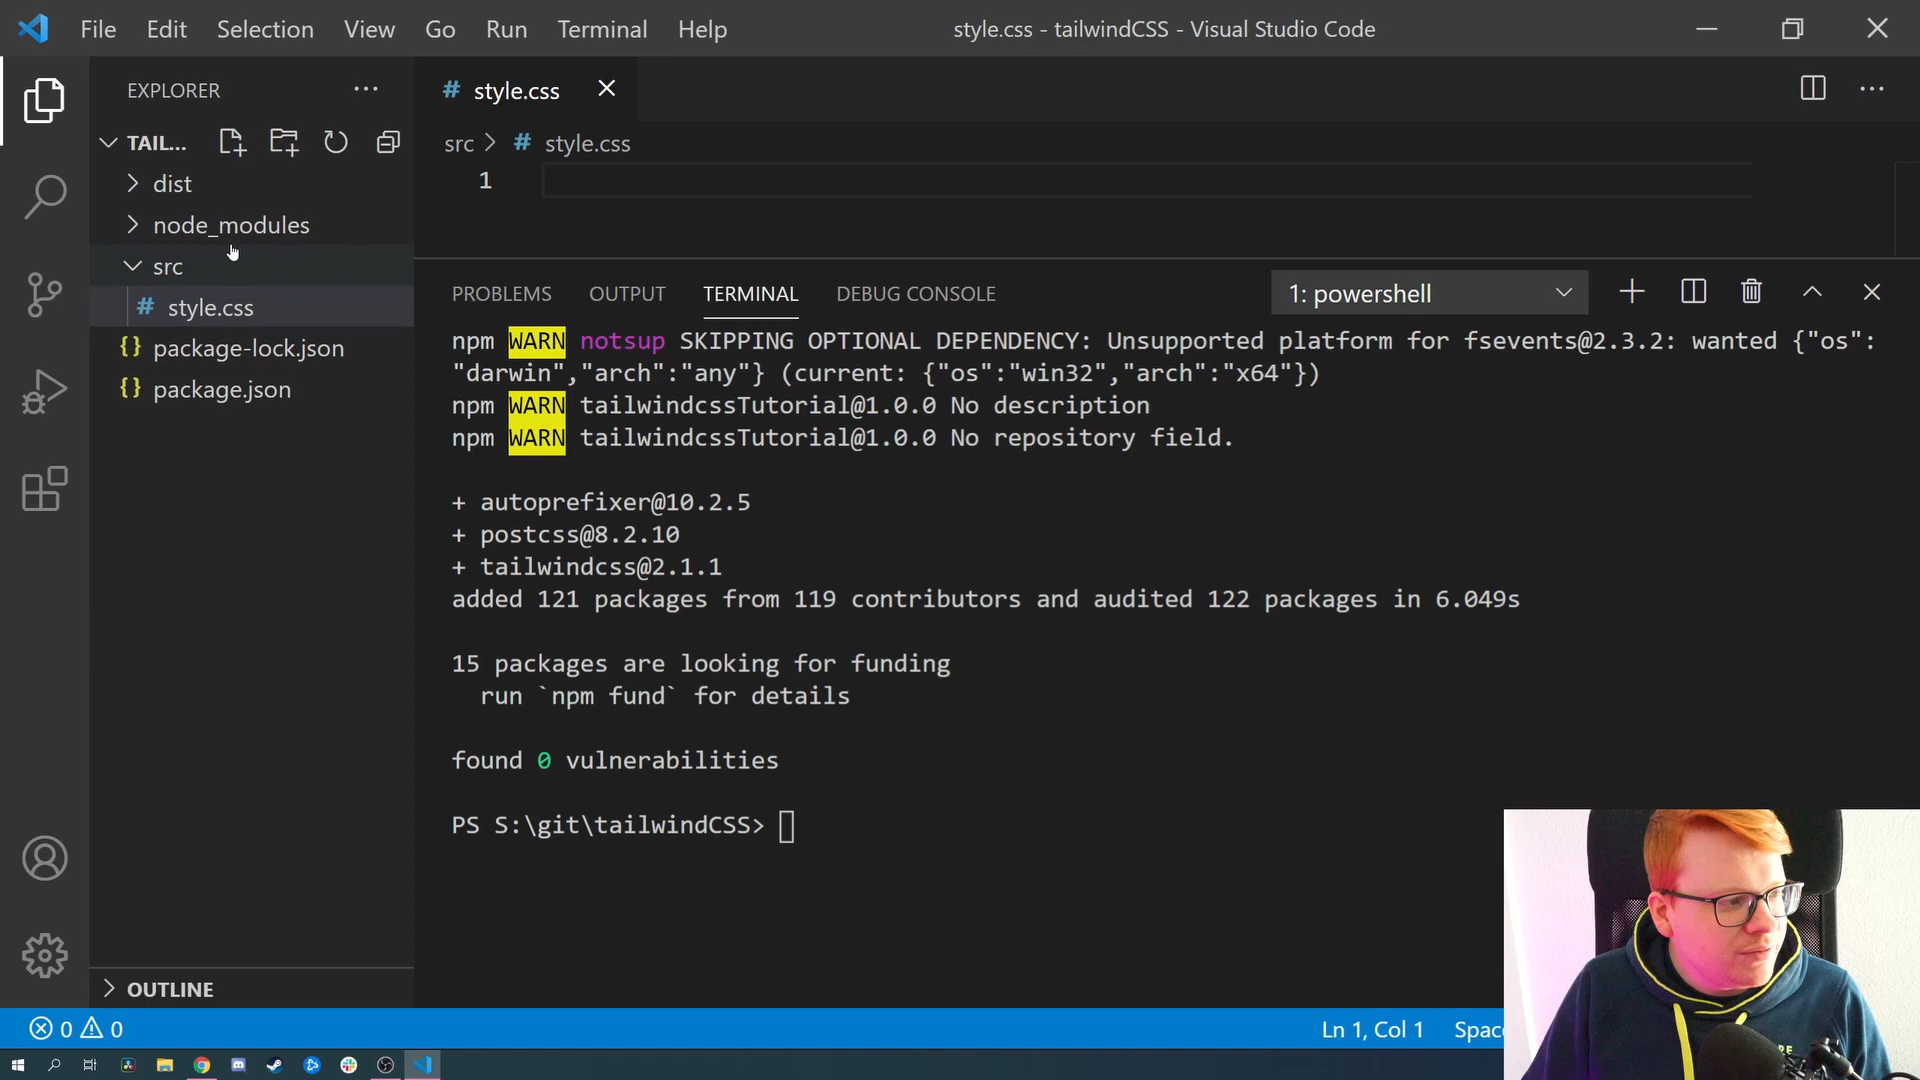 File Edit Selection View Go Run Terminal Help
style.css - tailwindCSS - Visual Studio Code
EXPLORER
TAIL...
dist
node_modules
src
# style.css
{} package-lock.json
{} package.json
OUTLINE
# style.css
src > # style.css
1
PROBLEMS OUTPUT TERMINAL DEBUG CONSOLE
1: powershell
npm WARN notsup SKIPPING OPTIONAL DEPENDENCY: Unsupported platform for fsevents@2.3.2: wanted {"os":
"darwin","arch":"any"} (current: {"os":"win32","arch":"x64"})
npm WARN tailwindcssTutorial@1.0.0 No description
npm WARN tailwindcssTutorial@1.0.0 No repository field.
+ autoprefixer@10.2.5
+ postcss@8.2.10
+ tailwindcss@2.1.1
added 121 packages from 119 contributors and audited 122 packages in 6.049s
15 packages are looking for funding
run `npm fund` for details
found 0 vulnerabilities
PS S:\git\tailwindCSS>
0 0
Ln 1, Col 1